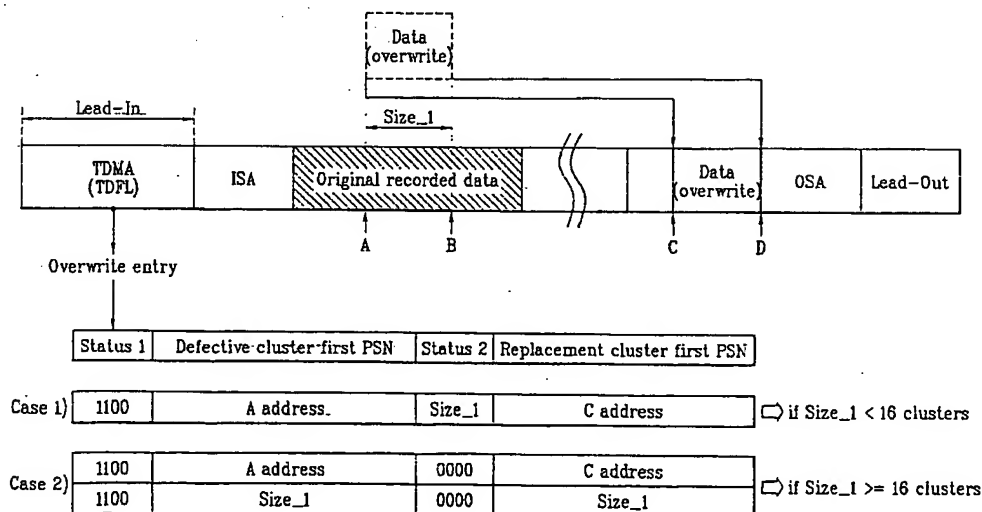 Data
(overwrite)
Lead-In
Size_1
TDMA
(TDFL)
ISA
Original recorded data
Data
(overwrite)
OSA
Lead-Out
A
B
C
D
Overwrite entry
Status 1 Defective cluster first PSN Status 2 Replacement cluster first PSN
Case 1) 1100 A address Size_1 C address ⇨ if Size_1 < 16 clusters
Case 2)
1100 A address 0000 C address
1100 Size_1 0000 Size_1
⇨ if Size_1 >= 16 clusters